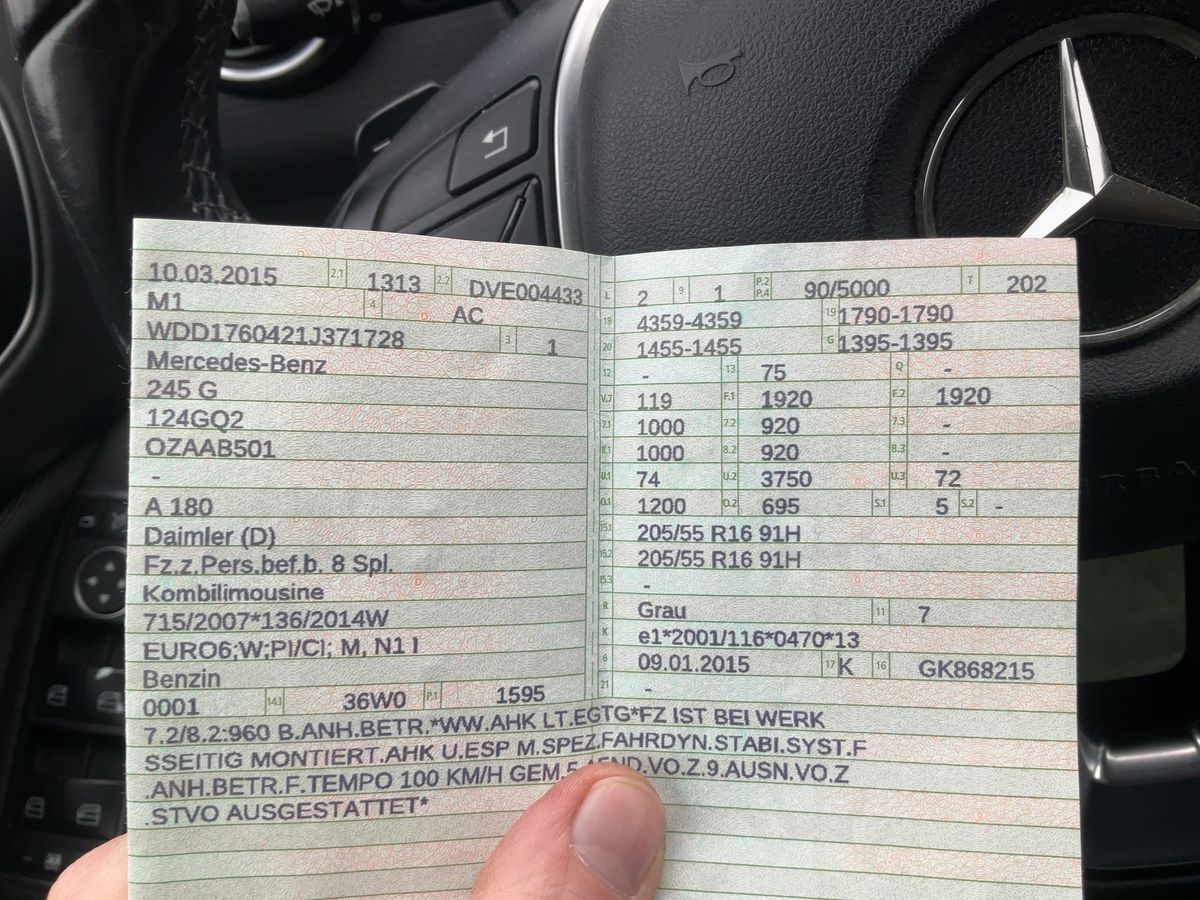 10.03.2015 2.1 1313 2.2 DVE004433
M1 4 AC
WDD1760421J371728 3 1
Mercedes-Benz
245 G
124GQ2
OZAAB501
-
A 180
Daimler (D)
Fz.z.Pers.bef.b. 8 Spl.
Kombilimousine
715/2007*136/2014W
EURO6;W;PI/CI; M, N1 I
Benzin
0001 14.3 36W0 P.1 1595
L 2 9 1 P.2 P.4 90/5000 T 202
18 4359-4359 19 1790-1790
20 1455-1455 G 1395-1395
12 - 13 75 Q -
V.7 119 F.1 1920 F.2 1920
7.1 1000 7.2 920 7.3 -
8.1 1000 8.2 920 8.3 -
U.1 74 U.2 3750 U.3 72
O.1 1200 O.2 695 S.1 5 S.2 -
15.1 205/55 R16 91H
15.2 205/55 R16 91H
15.3 -
R Grau 11 7
K e1*2001/116*0470*13
6 09.01.2015 17 K 16 GK868215
21 -
7.2/8.2:960 B.ANH.BETR.*WW.AHK LT.EGTG*FZ IST BEI WERK
SSEITIG MONTIERT.AHK U.ESP M.SPEZ.FAHRDYN.STABI.SYST.F
.ANH.BETR.F.TEMPO 100 KM/H GEM. VO.Z.9.AUSN.VO.Z
.STVO AUSGESTATTET*